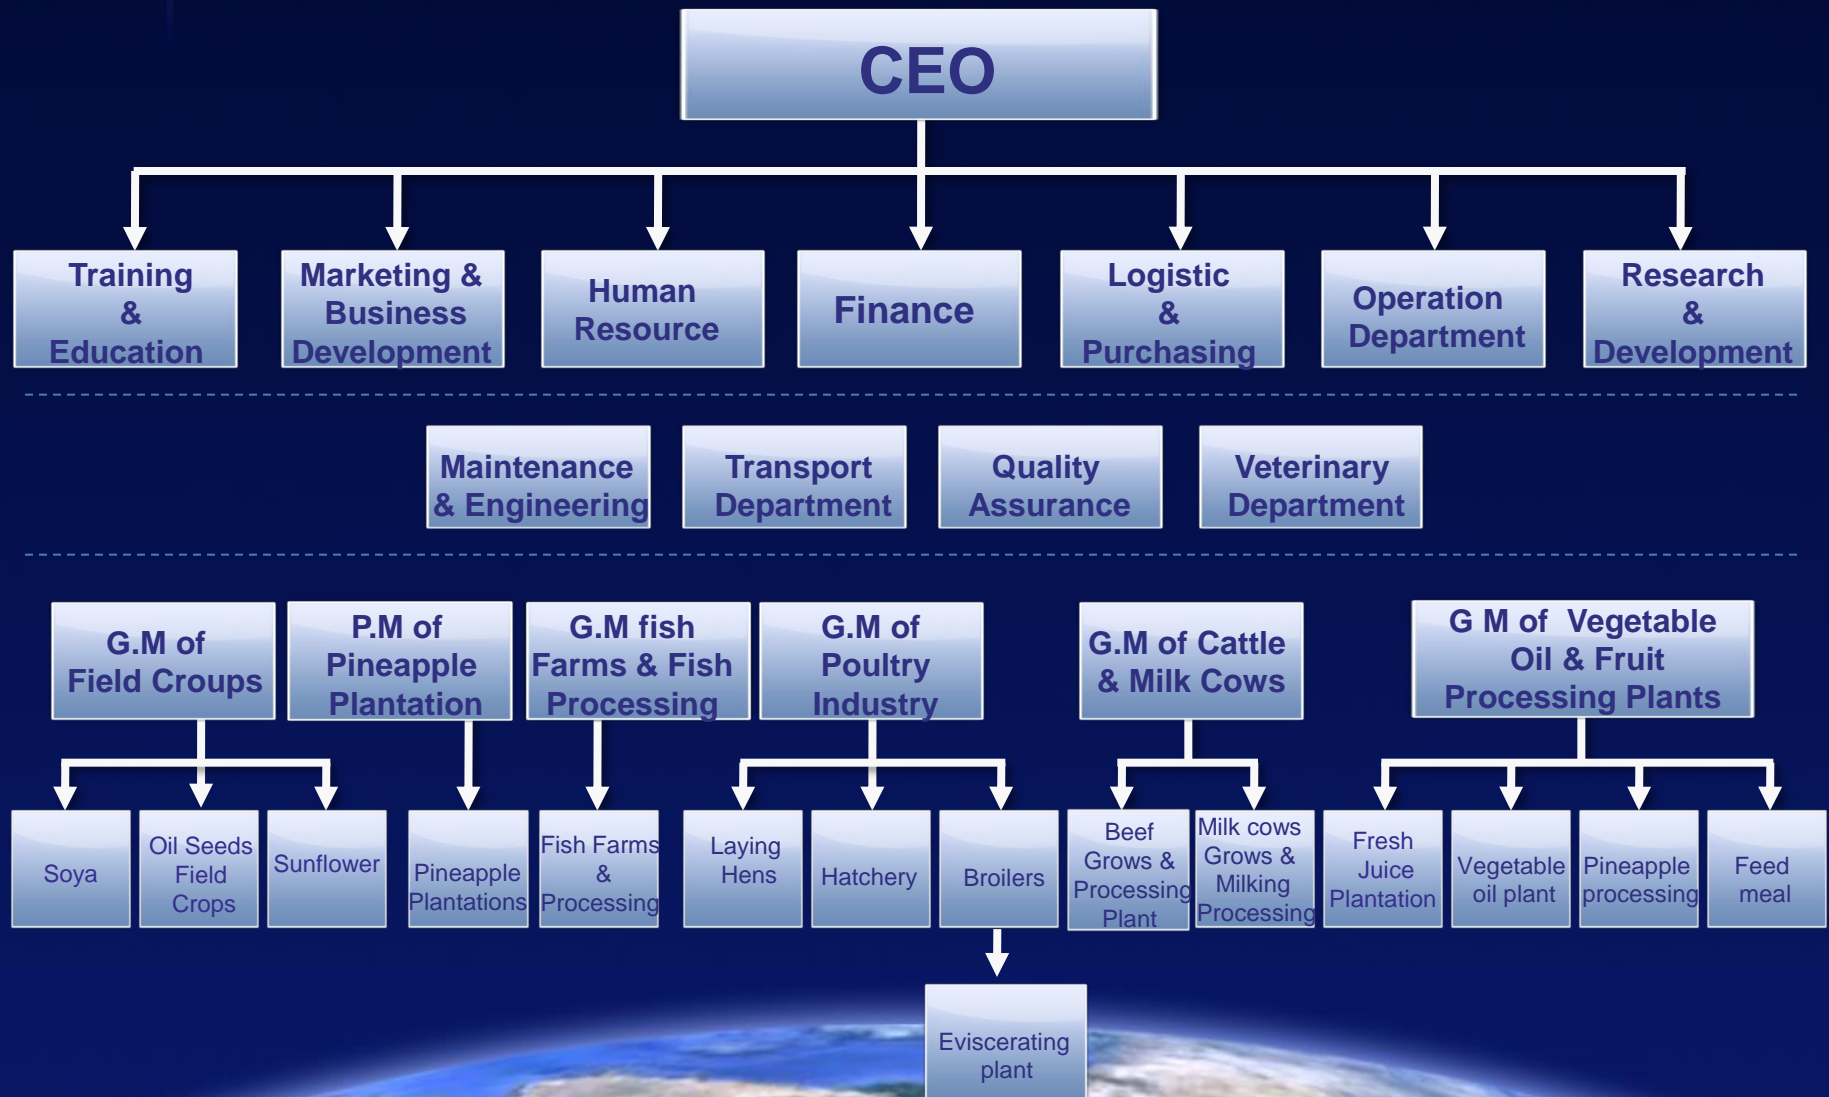 CEO
Training
&
Education
Marketing &
Business
Development
Human
Resource
Finance
Logistic
&
Purchasing
Operation
Department
Research
&
Development
Maintenance
& Engineering
Transport
Department
Quality
Assurance
Veterinary
Department
G.M of
Field Croups
P.M of
Pineapple
Plantation
G.M fish
Farms & Fish
Processing
G.M of
Poultry
Industry
G.M of Cattle
& Milk Cows
G M of Vegetable
Oil & Fruit
Processing Plants
Soya
Oil Seeds
Field
Crops
Sunflower
Pineapple
Plantations
Fish Farms
&
Processing
Laying
Hens
Hatchery
Broilers
Beef
Grows &
Processing
Plant
Milk cows
Grows &
Milking
Processing
Fresh
Juice
Plantation
Vegetable
oil plant
Pineapple
processing
Feed
meal
Eviscerating
plant